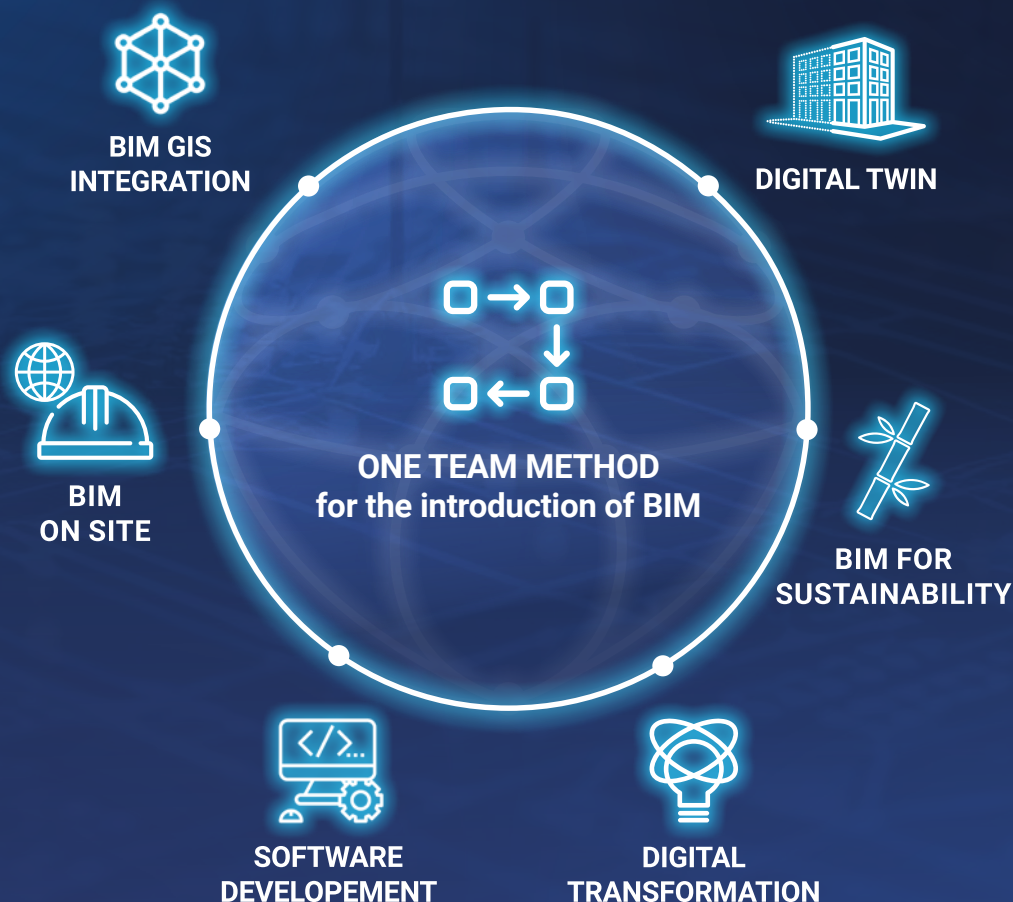 BIM GIS
INTEGRATION
DIGITAL TWIN
ONE TEAM METHOD
for the introduction of BIM
BIM
ON SITE
BIM FOR
SUSTAINABILITY
</>...
SOFTWARE
DEVELOPEMENT
DIGITAL
TRANSFORMATION